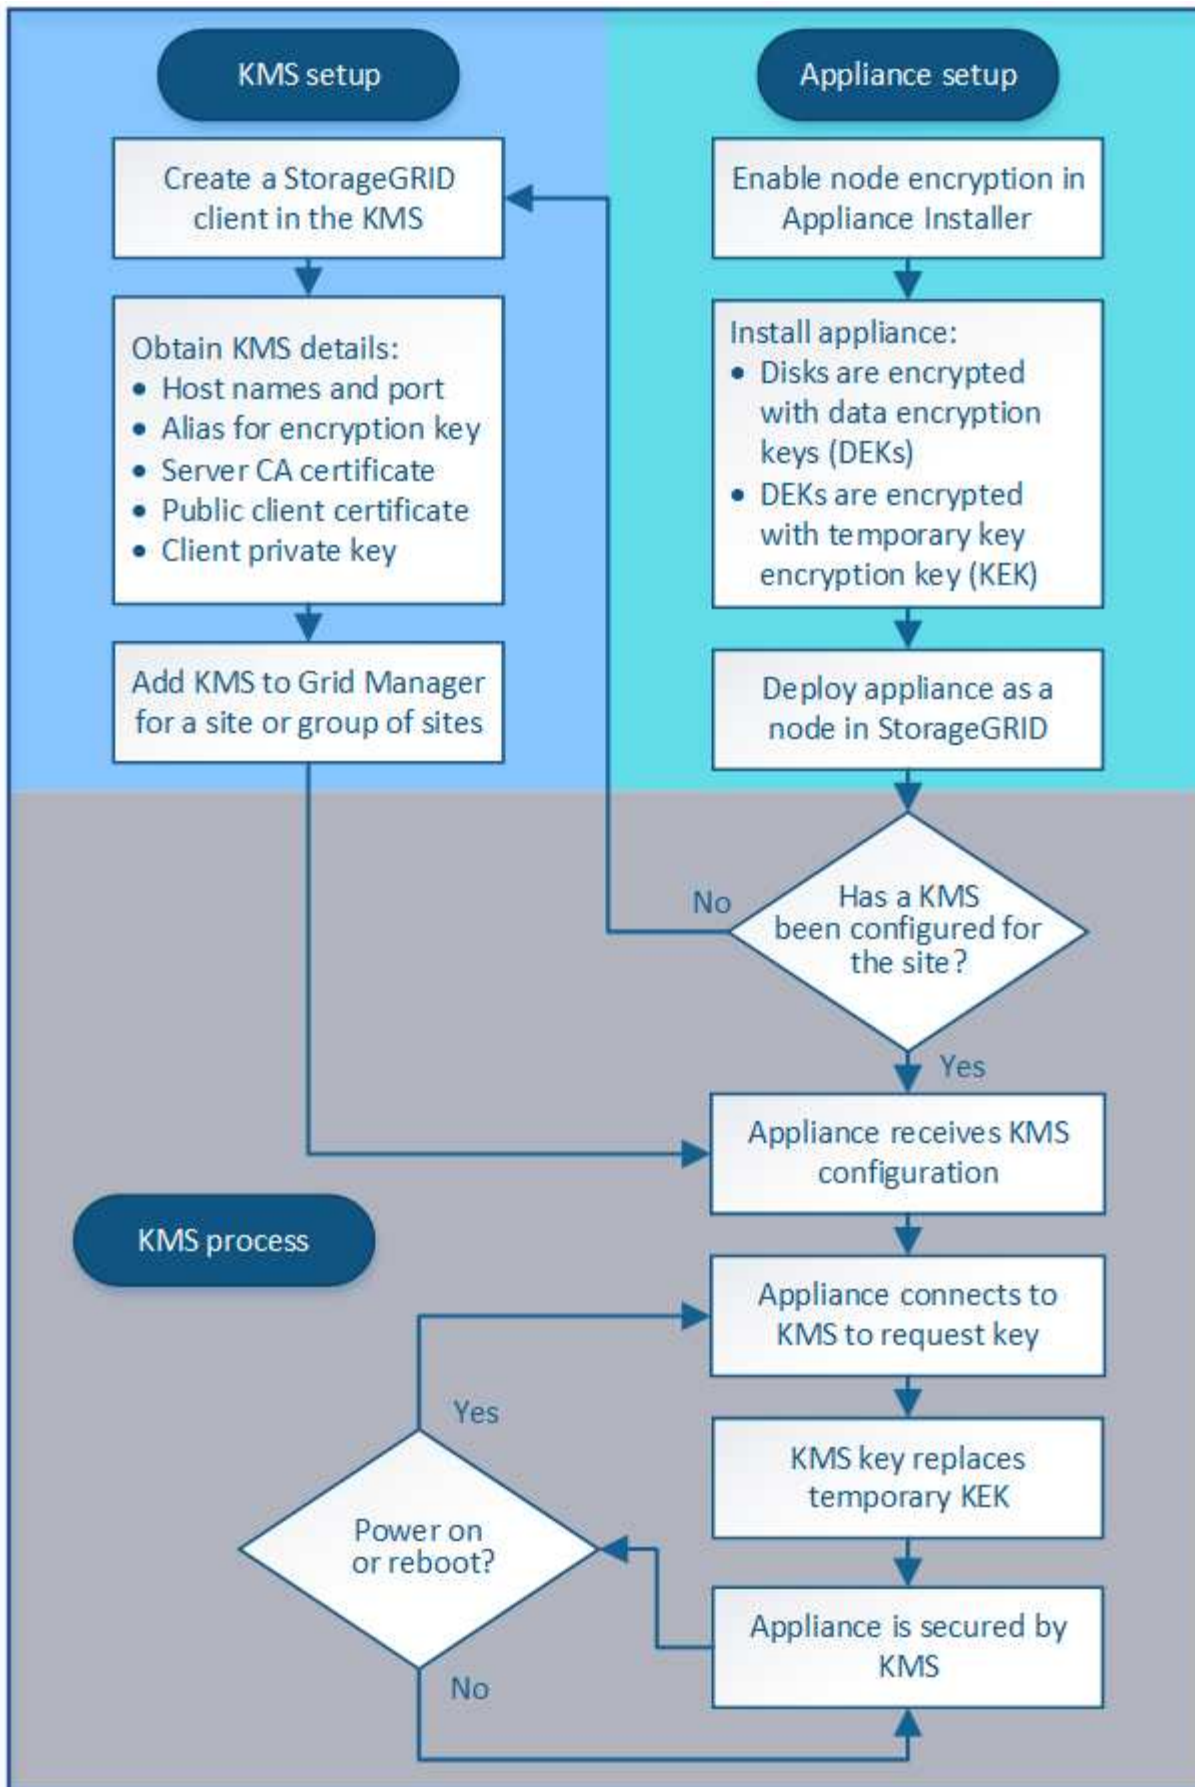 KMS setup
Create a StorageGRID
client in the KMS
Obtain KMS details:
• Host names and port
• Alias for encryption key
• Server CA certificate
• Public client certificate
• Client private key
Add KMS to Grid Manager
for a site or group of sites
Appliance setup
Enable node encryption in
Appliance Installer
Install appliance:
• Disks are encrypted
with data encryption
keys (DEKs)
• DEKs are encrypted
with temporary key
encryption key (KEK)
Deploy appliance as a
node in StorageGRID
Has a KMS
been configured for
the site?
No
Yes
Appliance receives KMS
configuration
KMS process
Appliance connects to
KMS to request key
KMS key replaces
temporary KEK
Appliance is secured by
KMS
Power on
or reboot?
Yes
No